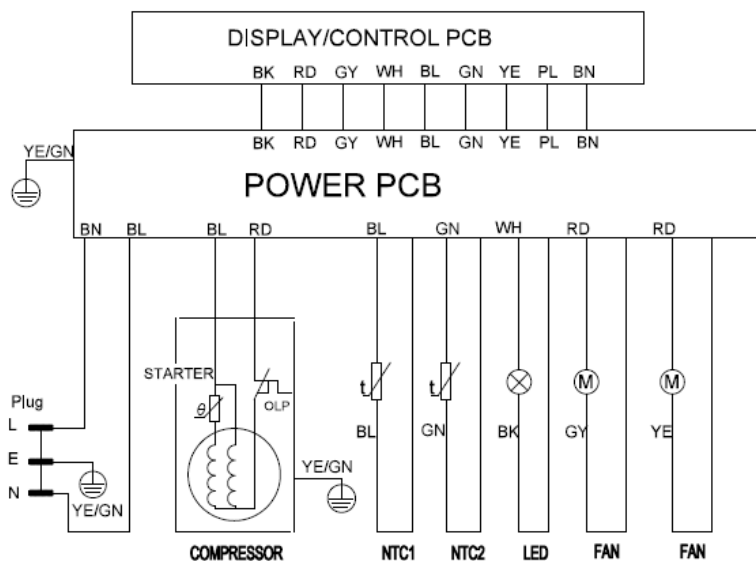 DISPLAY/CONTROL PCB
BK RD GY WH BL GN YE PL BN
BK RD GY WH BL GN YE PL BN
YE/GN
POWER PCB
BN BL BL RD BL GN WH RD RD
STARTER
θ
OLP
t
t
M
M
Plug
L
E
N
YE/GN
YE/GN
BL GN BK GY YE
COMPRESSOR NTC1 NTC2 LED FAN FAN